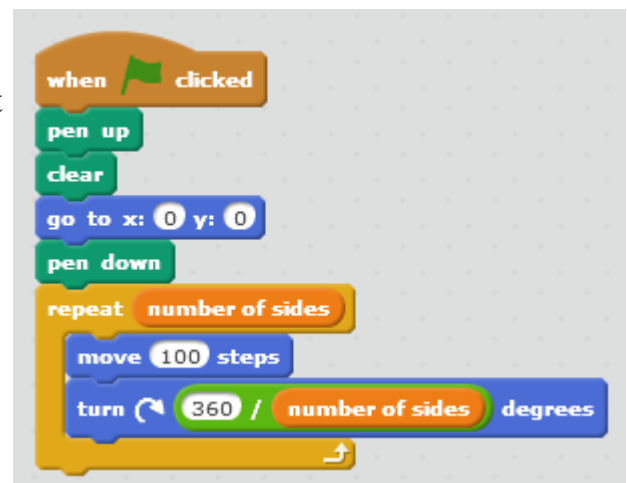 when clicked
pen up
clear
go to x: 0 y: 0
pen down
repeat number of sides
move 100 steps
turn 360 / number of sides degrees